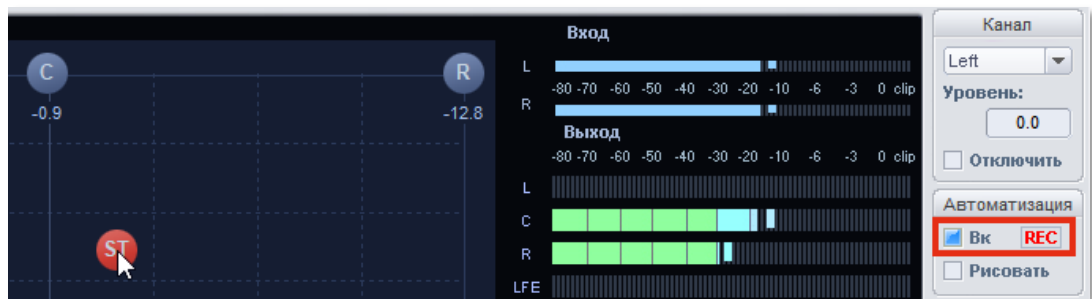 C
R
-0.9
-12.8
ST
Вход
L
-80 -70 -60 -50 -40 -30 -20 -10 -6 -3 0 clip
R
Выход
-80 -70 -60 -50 -40 -30 -20 -10 -6 -3 0 clip
L
C
R
LFE
Канал
Left
Уровень:
0.0
Отключить
Автоматизация
Вк REC
Рисовать